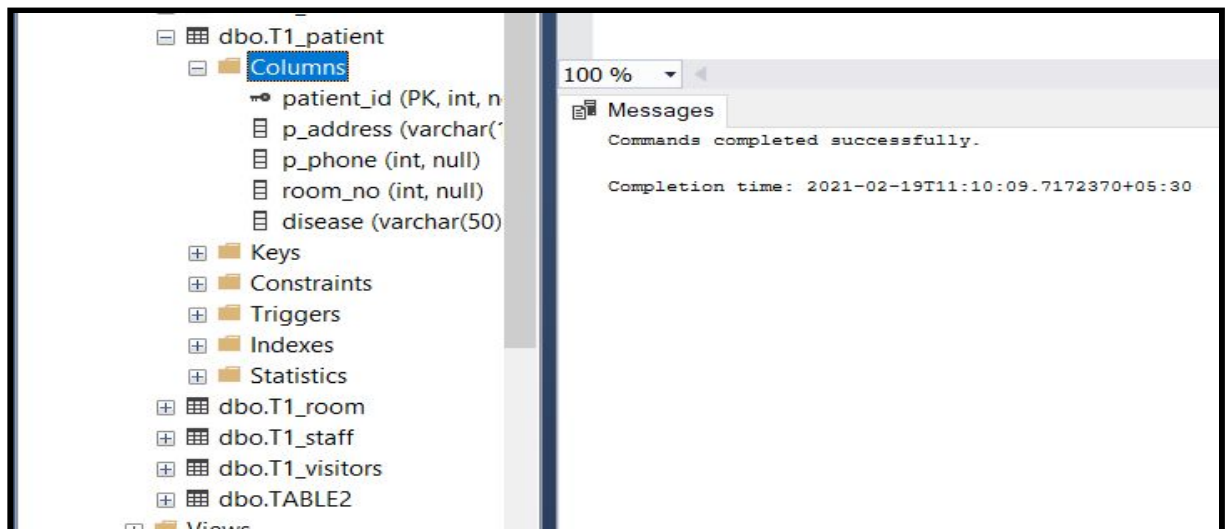 dbo.T1_patient
Columns
patient_id (PK, int, n
p_address (varchar(
p_phone (int, null)
room_no (int, null)
disease (varchar(50)
Keys
Constraints
Triggers
Indexes
Statistics
dbo.T1_room
dbo.T1_staff
dbo.T1_visitors
dbo.TABLE2
Views
100 %
Messages
Commands completed successfully.
Completion time: 2021-02-19T11:10:09.7172370+05:30